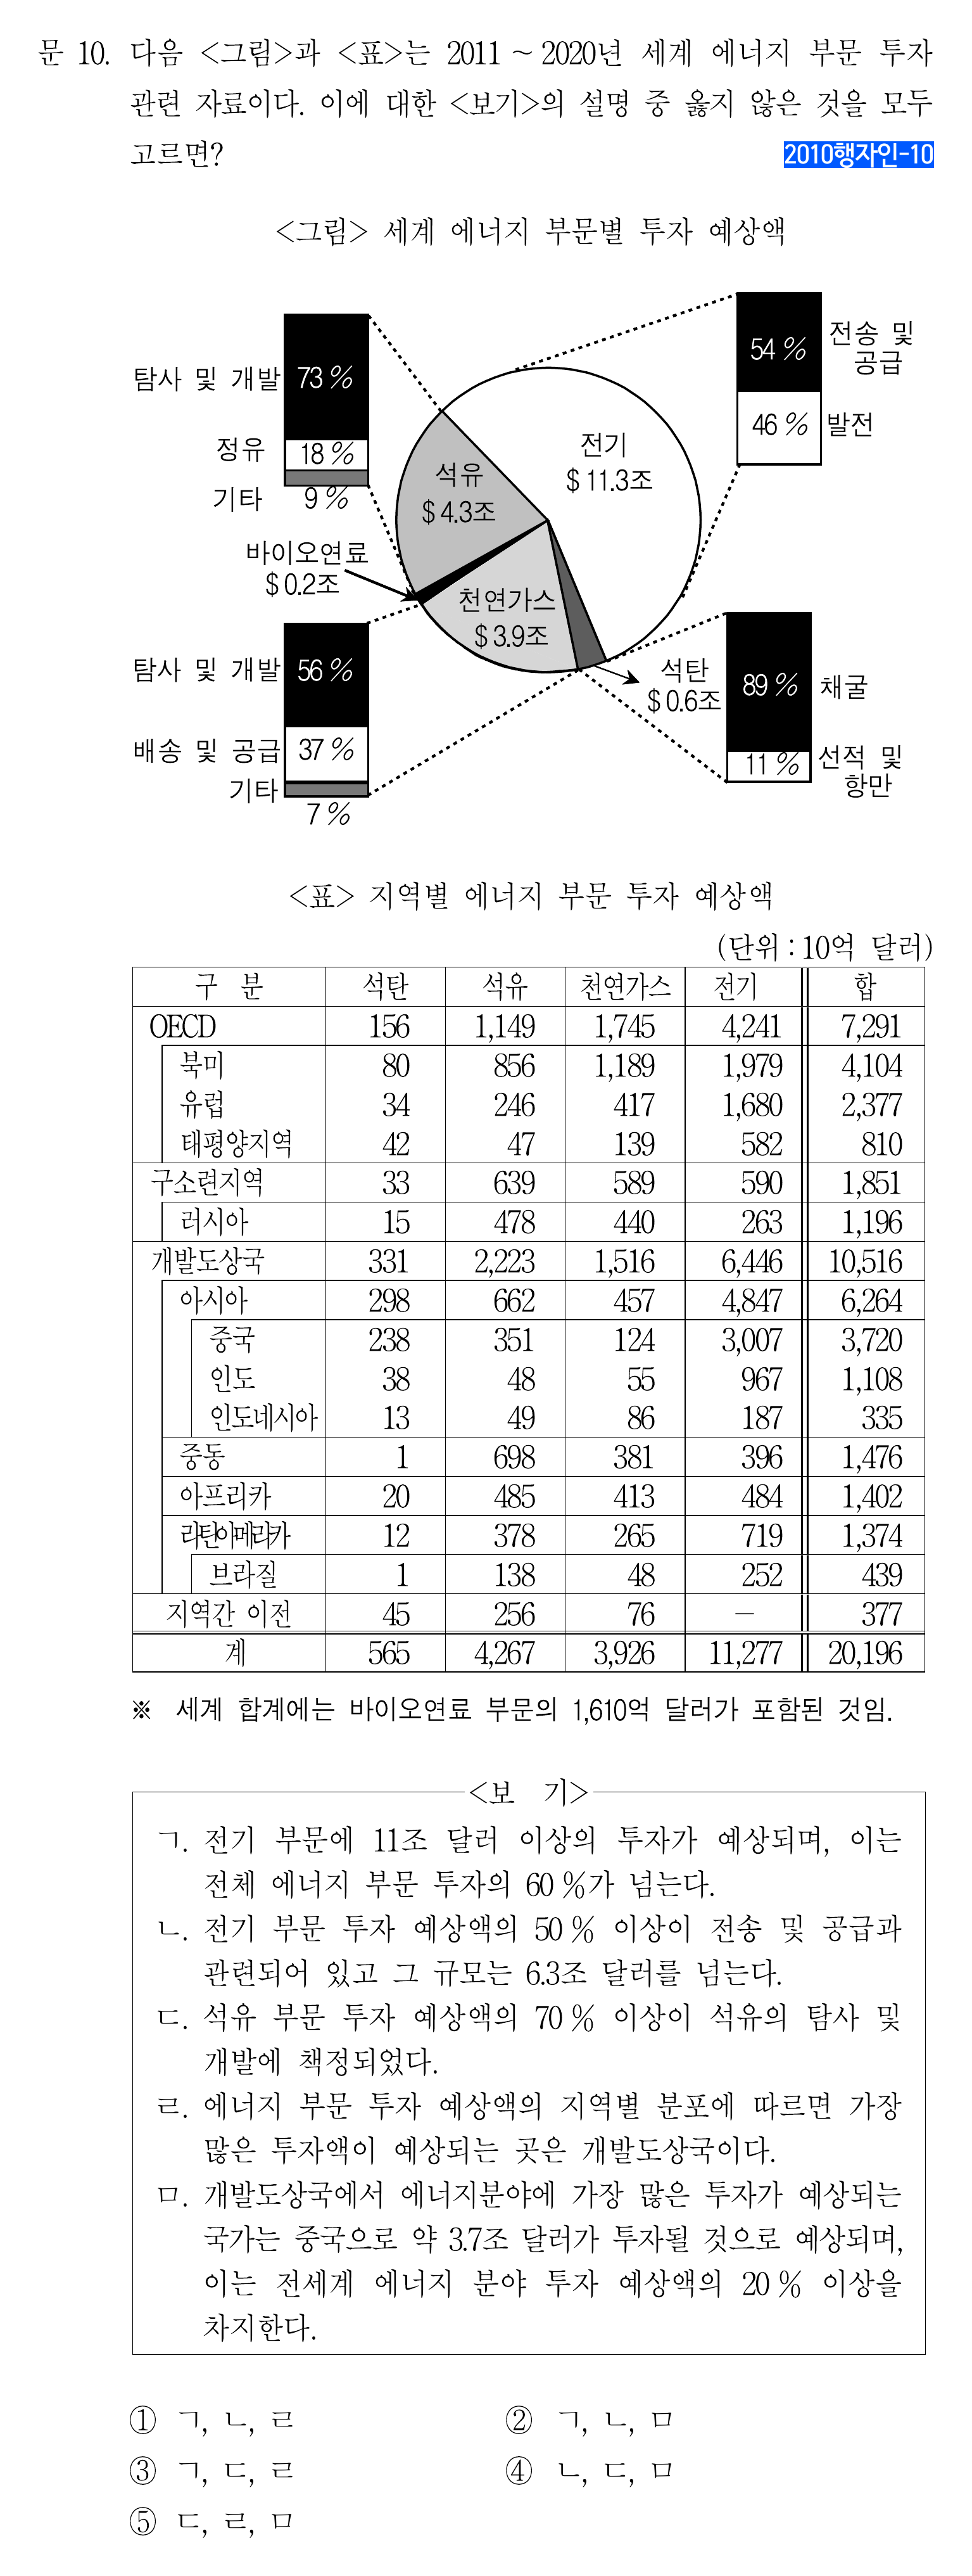 문 10. 다음 <그림>과 <표>는 2011 ~ 2020년 세계 에너지 부문 투자
관련 자료이다. 이에 대한 <보기>의 설명 중 옳지 않은 것을 모두
고르면?
2010행자인-10
<그림> 세계 에너지 부문별 투자 예상액
탐사 및 개발 73 %
정유 18 %
기타 9 %
석유
$ 4.3조
전기
$ 11.3조
54 % 전송 및
공급
46 % 발전
바이오연료
$ 0.2조
천연가스
$ 3.9조
탐사 및 개발 56 %
배송 및 공급 37 %
기타
7 %
석탄
$ 0.6조
89 % 채굴
11 % 선적 및
항만
<표> 지역별 에너지 부문 투자 예상액
(단위 : 10억 달러)
구 분 석탄 석유 천연가스 전기 합
OECD 156 1,149 1,745 4,241 7,291
북미 80 856 1,189 1,979 4,104
유럽 34 246 417 1,680 2,377
태평양지역 42 47 139 582 810
구소련지역 33 639 589 590 1,851
러시아 15 478 440 263 1,196
개발도상국 331 2,223 1,516 6,446 10,516
아시아 298 662 457 4,847 6,264
중국 238 351 124 3,007 3,720
인도 38 48 55 967 1,108
인도네시아 13 49 86 187 335
중동 1 698 381 396 1,476
아프리카 20 485 413 484 1,402
라틴아메리카 12 378 265 719 1,374
브라질 1 138 48 252 439
지역간 이전 45 256 76 － 377
계 565 4,267 3,926 11,277 20,196
※ 세계 합계에는 바이오연료 부문의 1,610억 달러가 포함된 것임.
<보 기>
ㄱ. 전기 부문에 11조 달러 이상의 투자가 예상되며, 이는
전체 에너지 부문 투자의 60 %가 넘는다.
ㄴ. 전기 부문 투자 예상액의 50 % 이상이 전송 및 공급과
관련되어 있고 그 규모는 6.3조 달러를 넘는다.
ㄷ. 석유 부문 투자 예상액의 70 % 이상이 석유의 탐사 및
개발에 책정되었다.
ㄹ. 에너지 부문 투자 예상액의 지역별 분포에 따르면 가장
많은 투자액이 예상되는 곳은 개발도상국이다.
ㅁ. 개발도상국에서 에너지분야에 가장 많은 투자가 예상되는
국가는 중국으로 약 3.7조 달러가 투자될 것으로 예상되며,
이는 전세계 에너지 분야 투자 예상액의 20 % 이상을
차지한다.
① ㄱ, ㄴ, ㄹ ② ㄱ, ㄴ, ㅁ
③ ㄱ, ㄷ, ㄹ ④ ㄴ, ㄷ, ㅁ
⑤ ㄷ, ㄹ, ㅁ